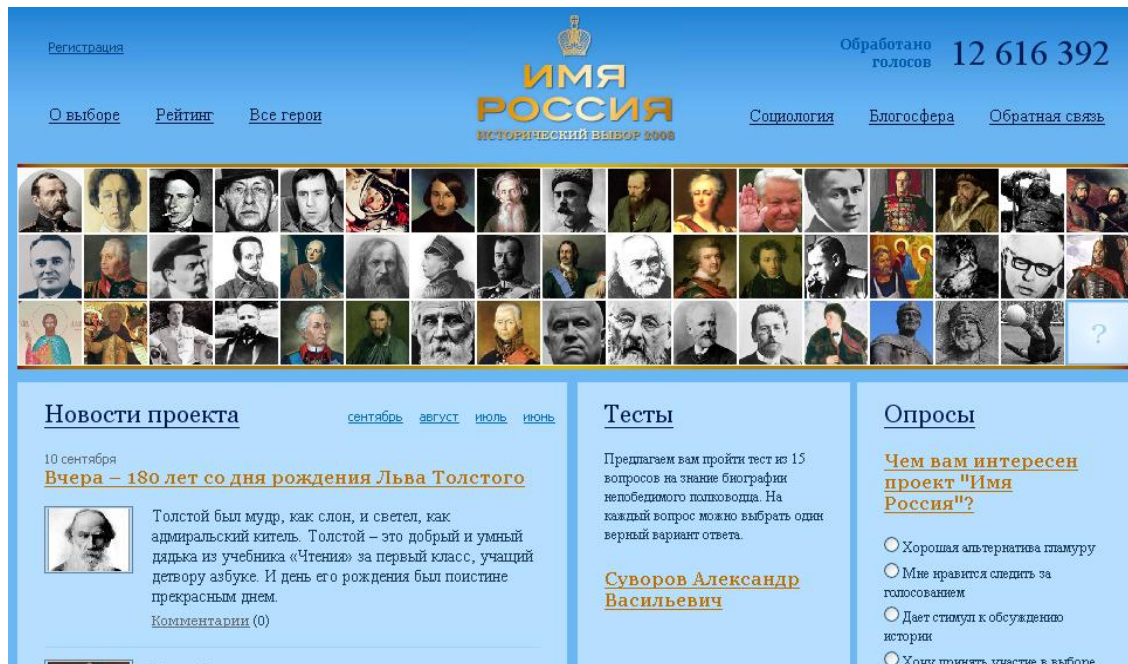 Регистрация
ИМЯ
РОССИЯ
ИСТОРИЧЕСКИЙ ВЫБОР 2008
Обработано
голосов
12 616 392
О выборе Рейтинг Все герои
Социология Блогосфера Обратная связь
?
Новости проекта
сентябрь август июль июнь
10 сентября
Вчера – 180 лет со дня рождения Льва Толстого
Толстой был мудр, как слон, и светел, как
адмиральский китель. Толстой – это добрый и умный
дядька из учебника «Чтения» за первый класс, учащий
детвору азбуке. И день его рождения был поистине
прекрасным днем.
Комментарии (0)
Тесты
Предлагаем вам пройти тест из 15
вопросов на знание биографии
непобедимого полководца. На
каждый вопрос можно выбрать один
верный вариант ответа.
Суворов Александр
Васильевич
Опросы
Чем вам интересен
проект "Имя
Россия"?
Хорошая альтернатива гламуру
Мне нравится следить за
голосованием
Дает стимул к обсуждению
истории
Хочу принять участие в выборе